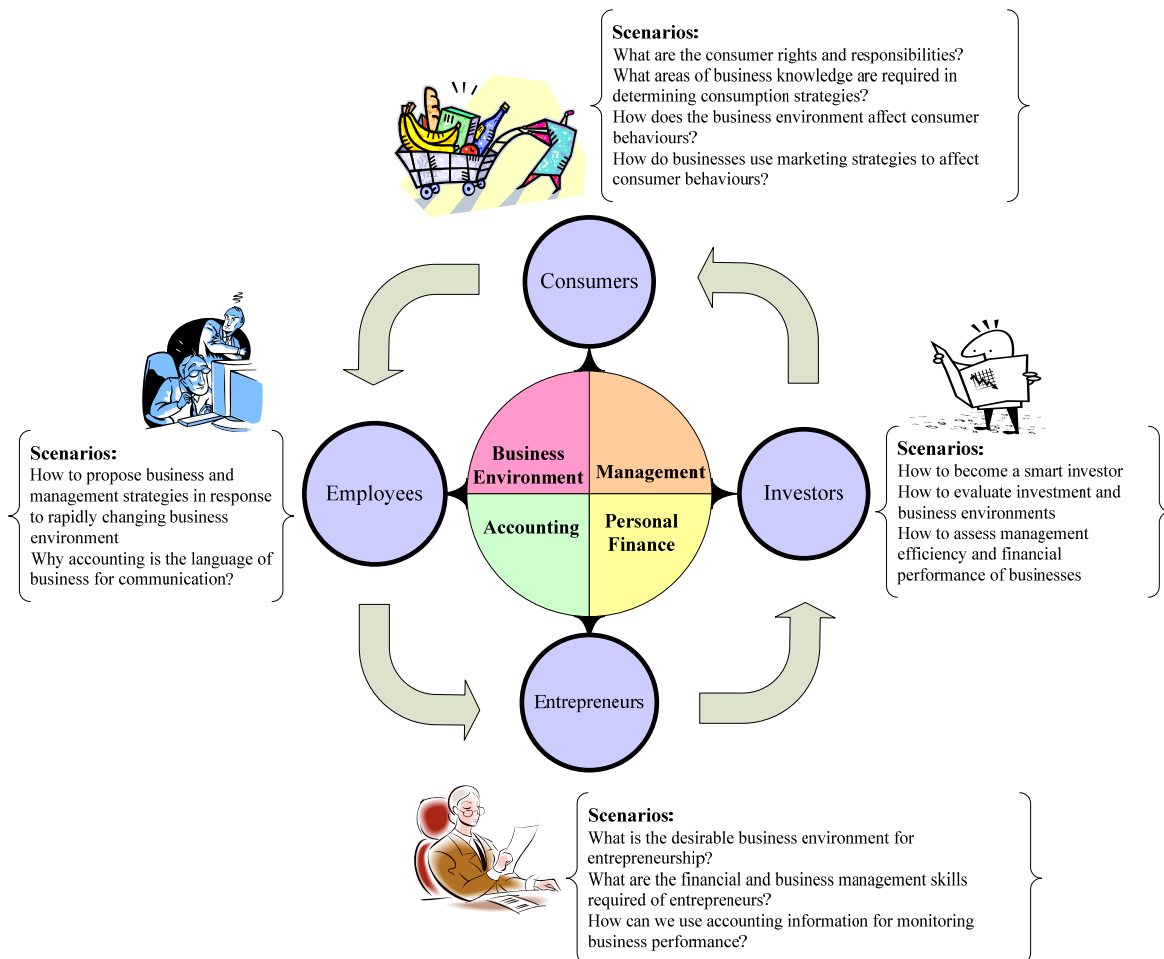 Scenarios:
What are the consumer rights and responsibilities?
What areas of business knowledge are required in
determining consumption strategies?
How does the business environment affect consumer
behaviours?
How do businesses use marketing strategies to affect
consumer behaviours?
Consumers
Scenarios:
How to propose business and
management strategies in response
to rapidly changing business
environment
Why accounting is the language of
business for communication?
Employees
Business
Environment
Management
Accounting
Personal
Finance
Investors
Scenarios:
How to become a smart investor
How to evaluate investment and
business environments
How to assess management
efficiency and financial
performance of businesses
Entrepreneurs
Scenarios:
What is the desirable business environment for
entrepreneurship?
What are the financial and business management skills
required of entrepreneurs?
How can we use accounting information for monitoring
business performance?